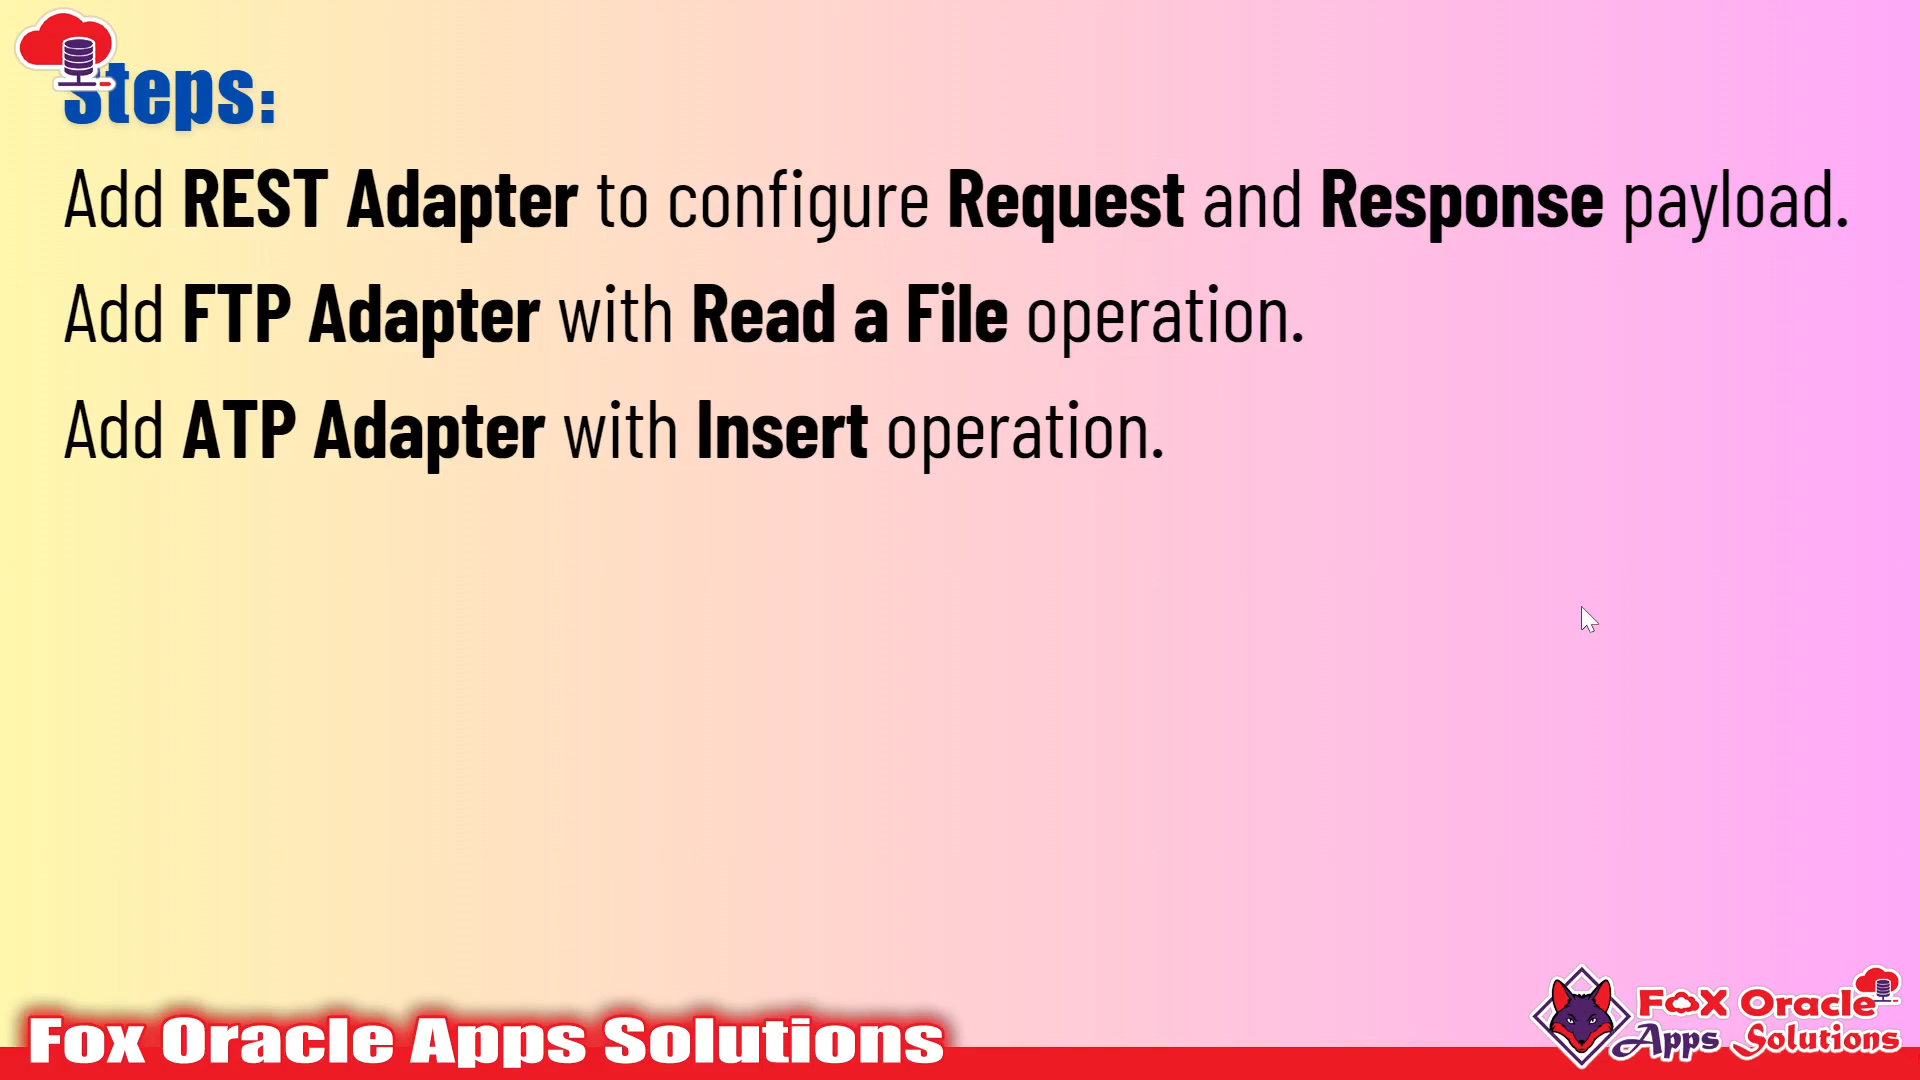 Steps:
Add REST Adapter to configure Request and Response payload.
Add FTP Adapter with Read a File operation.
Add ATP Adapter with Insert operation.
Fox Oracle Apps Solutions
Fox Oracle
Apps Solutions